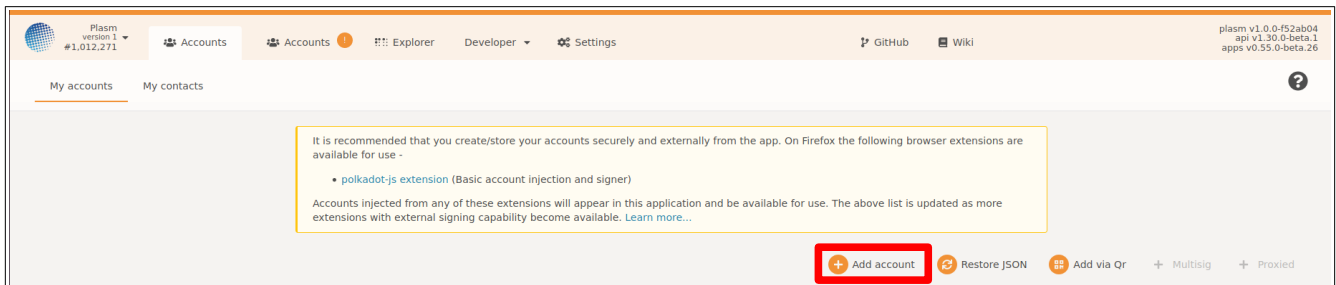 Plasm
version 1
#1,012,271
Accounts
Accounts
!
Explorer
Developer
Settings
GitHub
Wiki
plasm v1.0.0-f52ab04
api v1.30.0-beta.1
apps v0.55.0-beta.26
My accounts
My contacts
?
It is recommended that you create/store your accounts securely and externally from the app. On Firefox the following browser extensions are
available for use -
• polkadot-js extension (Basic account injection and signer)
Accounts injected from any of these extensions will appear in this application and be available for use. The above list is updated as more
extensions with external signing capability become available. Learn more...
+ Add account
Restore JSON
Add via Qr
+ Multisig
+ Proxied